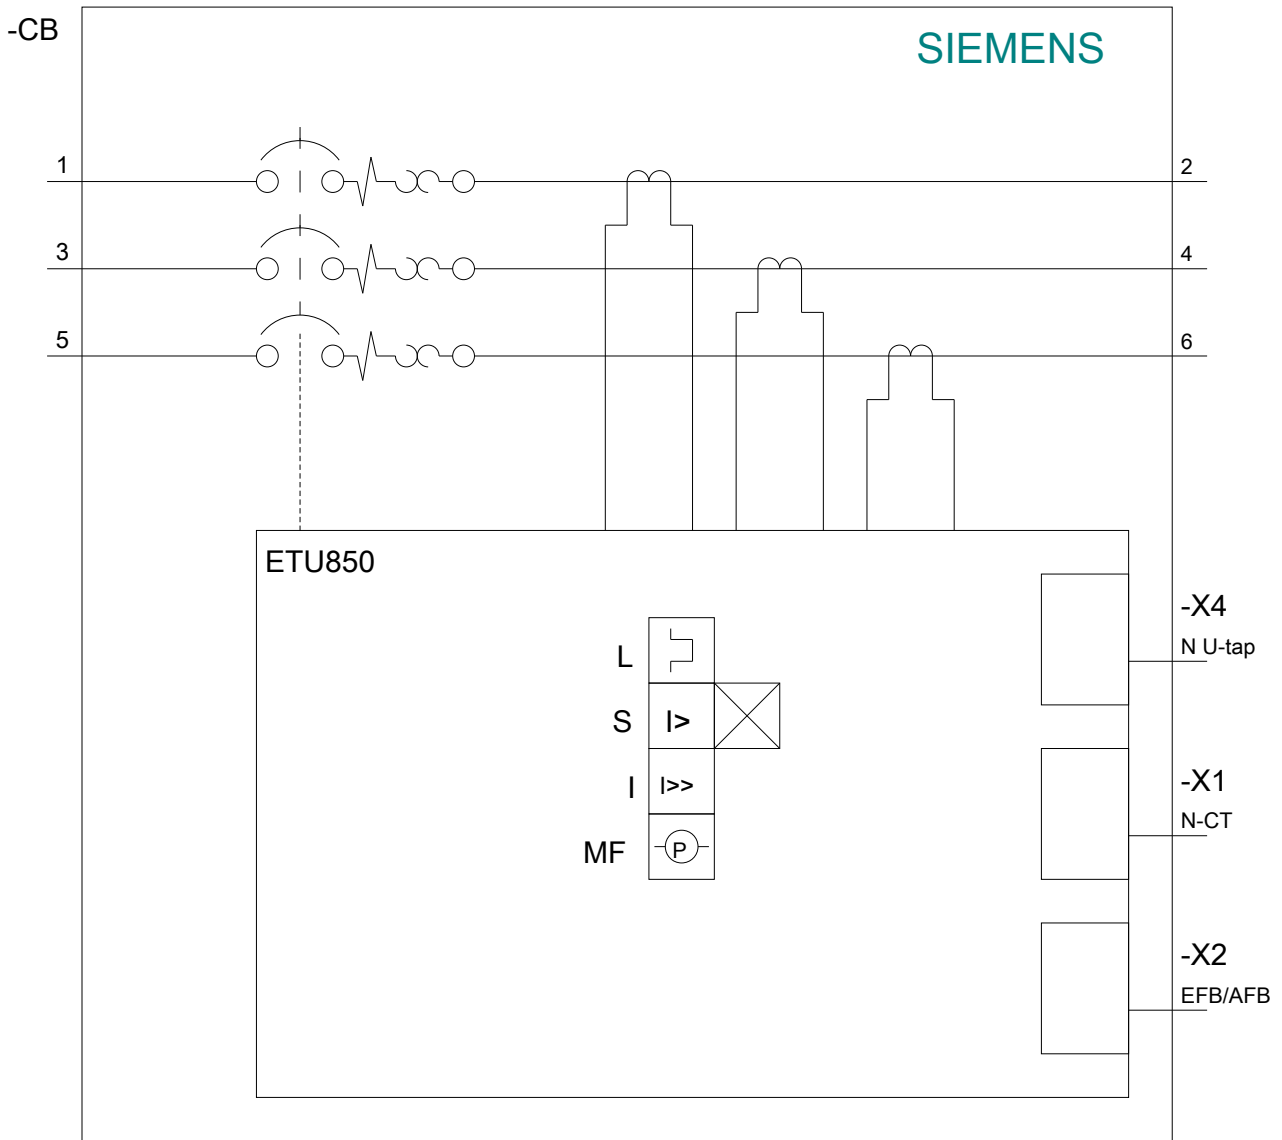 -CB
SIEMENS
1
2
3
4
5
6
ETU850
-X4
N U-tap
L
S
I>
I
I>>
-X1
N-CT
MF
P
-X2
EFB/AFB